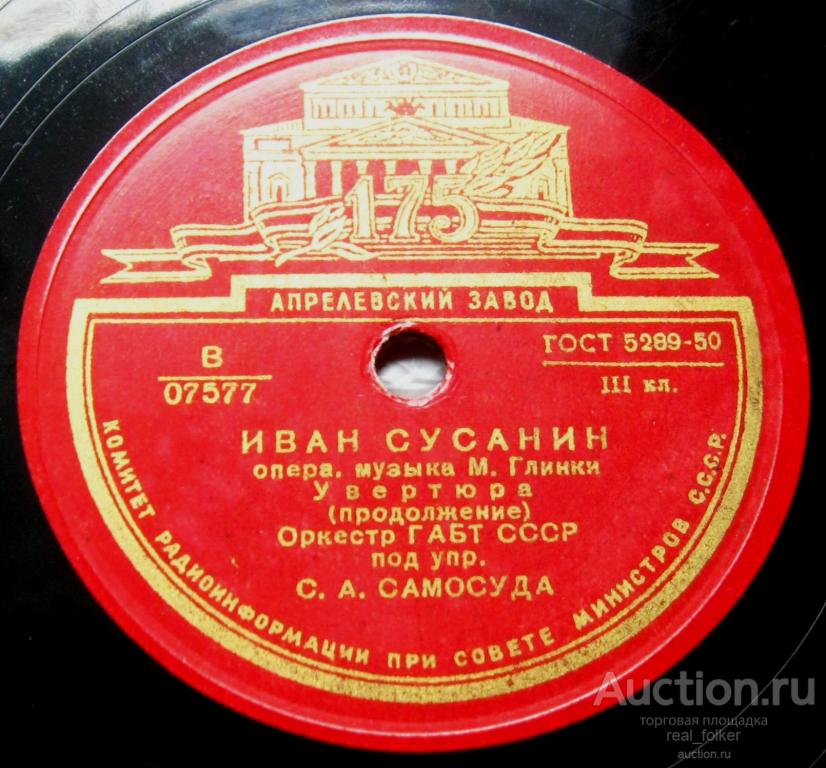 175
АПРЕЛЕВСКИЙ ЗАВОД
В
07577
ГОСТ 5289-50
III кл.
ИВАН СУСАНИН
опера, музыка М. Глинки
Увертюра
(продолжение)
Оркестр ГАБТ СССР
под упр.
С. А. САМОСУДА
КОМИТЕТ РАДИОИНФОРМАЦИИ ПРИ СОВЕТЕ МИНИСТРОВ С.С.С.Р.
Auction.ru
торговая площадка
real_folker
auction.ru